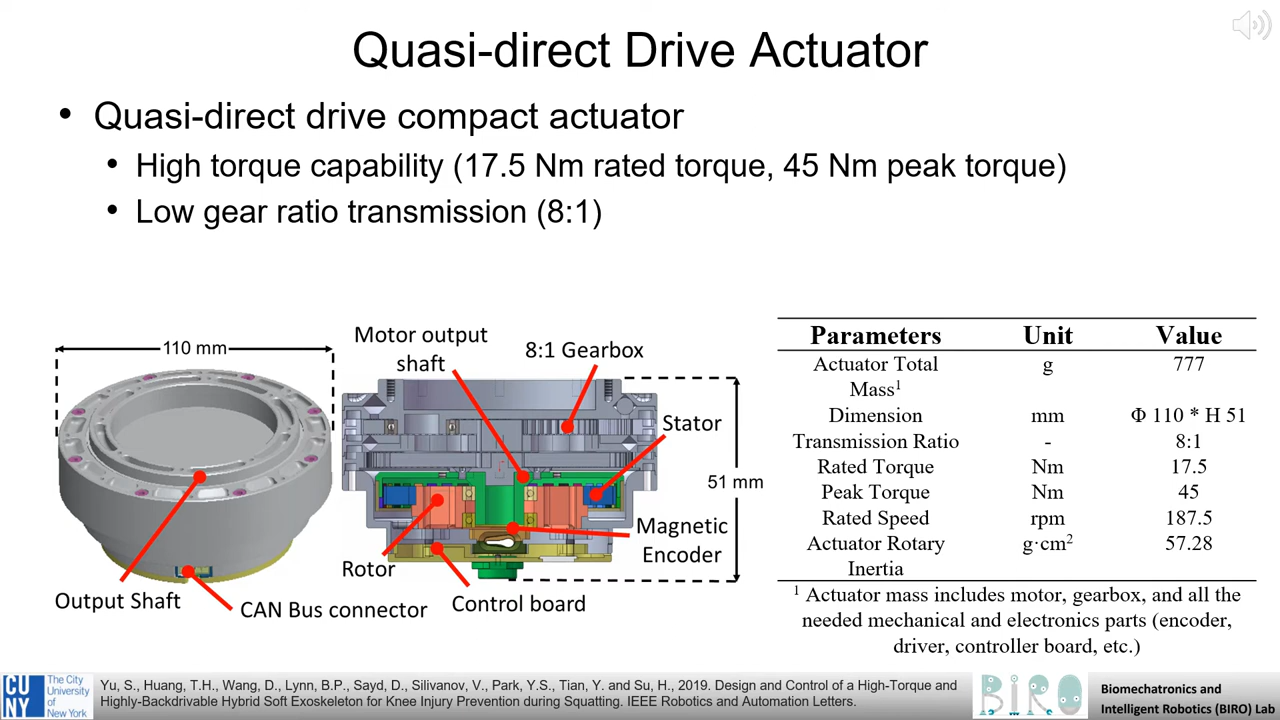 Quasi-direct Drive Actuator
• Quasi-direct drive compact actuator
• High torque capability (17.5 Nm rated torque, 45 Nm peak torque)
• Low gear ratio transmission (8:1)
110 mm
Motor output
shaft
8:1 Gearbox
Stator
51 mm
Magnetic
Encoder
Rotor
Control board
Output Shaft
CAN Bus connector
Parameters Unit Value
Actuator Total
Mass¹ g 777
Dimension mm Φ 110 * H 51
Transmission Ratio - 8:1
Rated Torque Nm 17.5
Peak Torque Nm 45
Rated Speed rpm 187.5
Actuator Rotary
Inertia g·cm² 57.28
¹ Actuator mass includes motor, gearbox, and all the
needed mechanical and electronics parts (encoder,
driver, controller board, etc.)
CU
NY
The City
University
of
New York
Yu, S., Huang, T.H., Wang, D., Lynn, B.P., Sayd, D., Silivanov, V., Park, Y.S., Tian, Y. and Su, H., 2019. Design and Control of a High-Torque and
Highly-Backdrivable Hybrid Soft Exoskeleton for Knee Injury Prevention during Squatting. IEEE Robotics and Automation Letters.
BIRO
Biomechatronics and
Intelligent Robotics (BIRO) Lab